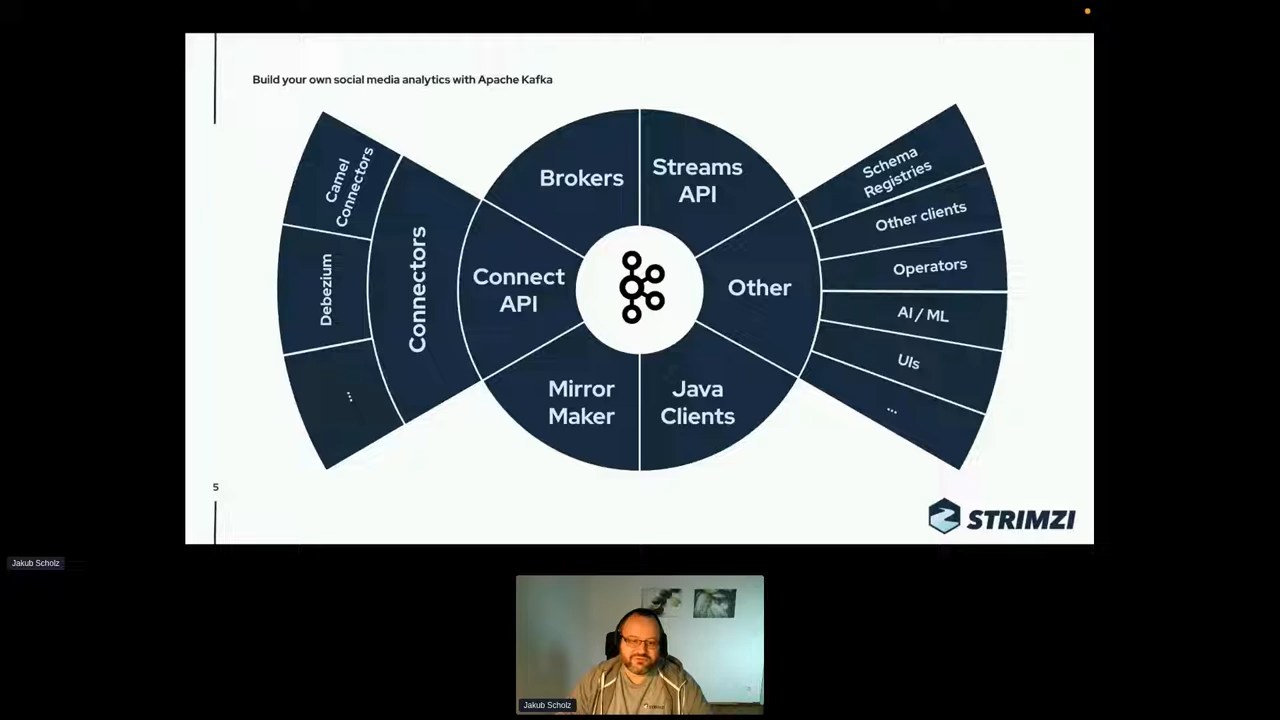 Build your own social media analytics with Apache Kafka
Camel
Connectors
Debezium
...
Connectors
Brokers
Streams
API
Connect
API
Other
Mirror
Maker
Java
Clients
Schema
Registries
Other clients
Operators
AI / ML
UIs
...
5
STRIMZI
Jakub Scholz
STRIMZI
Jakub Scholz